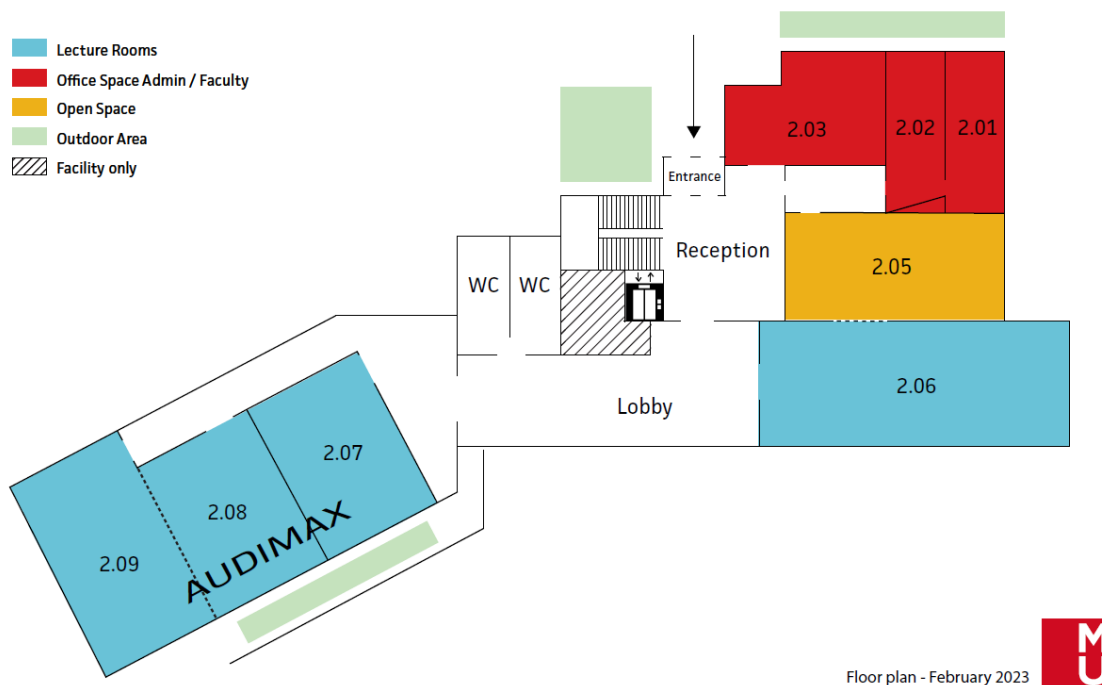 Lecture Rooms
Office Space Admin / Faculty
Open Space
Outdoor Area
Facility only
2.03
2.02
2.01
Entrance
Reception
2.05
WC
WC
2.06
Lobby
2.07
2.08
2.09
AUDIMAX
Floor plan - February 2023
M
U